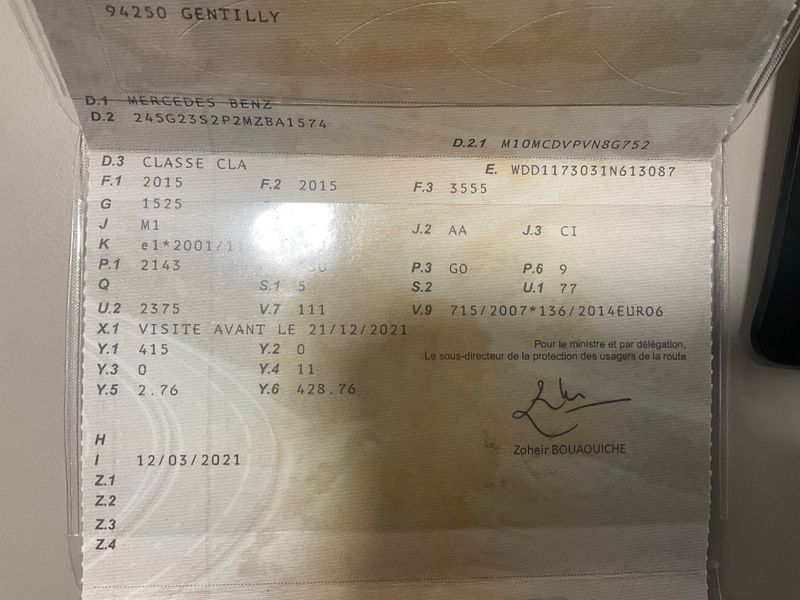 94250 GENTILLY
D.1 MERCEDES BENZ
D.2 245G23S2P2MZBA1574
D.2.1 M10MCDVPVN8G752
D.3 CLASSE CLA
E. WDD1173031N613087
F.1 2015 F.2 2015 F.3 3555
G 1525
J M1 J.2 AA J.3 CI
K e1*2001/1
P.1 2143 P.3 GO P.6 9
Q S.1 5 S.2 U.1 77
U.2 2375 V.7 111 V.9 715/2007*136/2014EURO6
X.1 VISITE AVANT LE 21/12/2021
Y.1 415 Y.2 0
Y.3 0 Y.4 11
Y.5 2.76 Y.6 428.76
Pour le ministre et par délégation,
Le sous-directeur de la protection des usagers de la route
Zoheir BOUAOUICHE
H
I 12/03/2021
Z.1
Z.2
Z.3
Z.4